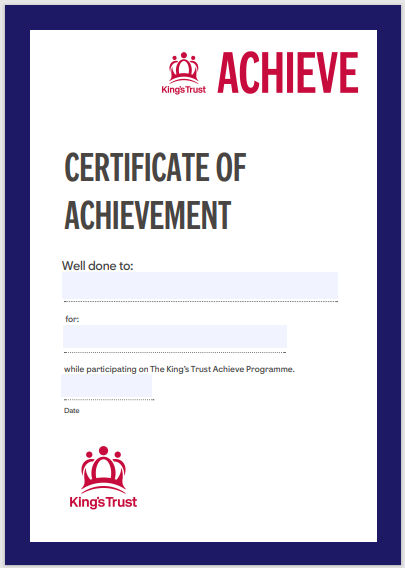 King's Trust
ACHIEVE
CERTIFICATE OF
ACHIEVEMENT
Well done to:
for:
while participating on The King's Trust Achieve Programme.
Date
King's Trust